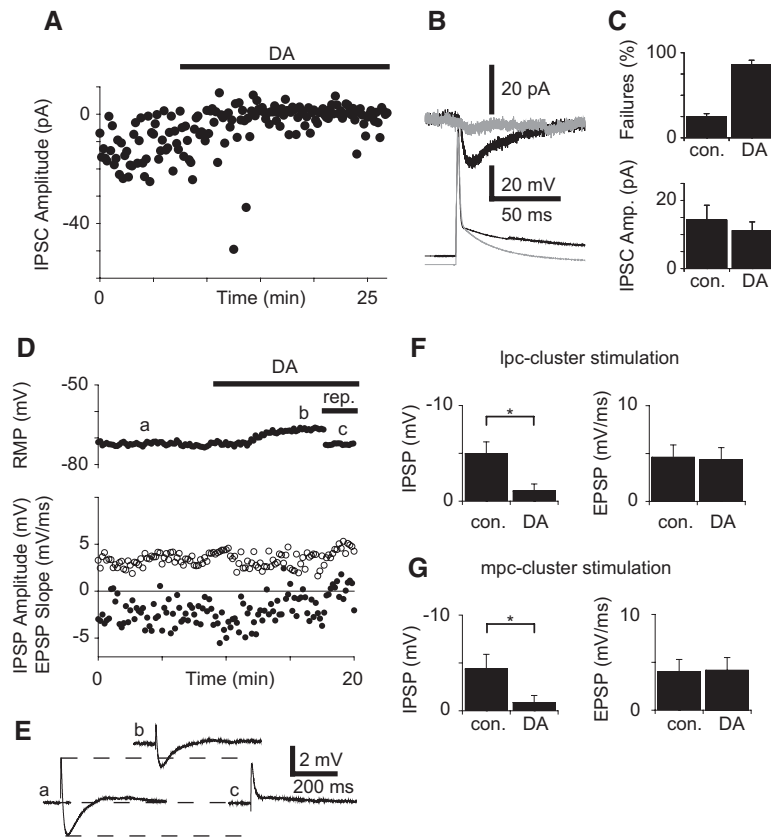 A
DA
IPSC Amplitude (pA)
0
-40
0
Time (min)
25
B
20 pA
20 mV
50 ms
C
Failures (%)
100
0
con.
DA
IPSC Amp. (pA)
20
0
con.
DA
D
DA
rep.
RMP (mV)
-50
-80
a
b
c
IPSP Amplitude (mV)
EPSP Slope (mV/ms)
5
0
-5
0
Time (min)
20
E
b
a
c
2 mV
200 ms
F
lpc-cluster stimulation
IPSP (mV)
-10
0
*
con.
DA
EPSP (mV/ms)
10
0
con.
DA
G
mpc-cluster stimulation
IPSP (mV)
-10
0
*
con.
DA
EPSP (mV/ms)
10
0
con.
DA